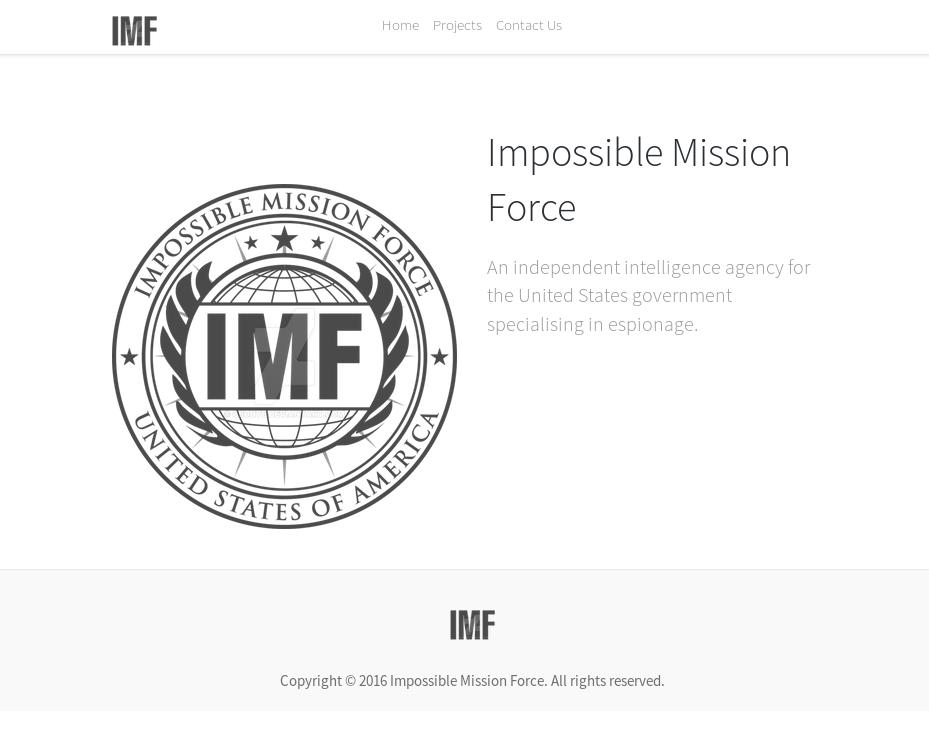 IMF
Home Projects Contact Us
Impossible Mission
Force
An independent intelligence agency for
the United States government
specialising in espionage.
IMPOSSIBLE MISSION FORCE
IMF
UNITED STATES OF AMERICA
IMF
Copyright © 2016 Impossible Mission Force. All rights reserved.